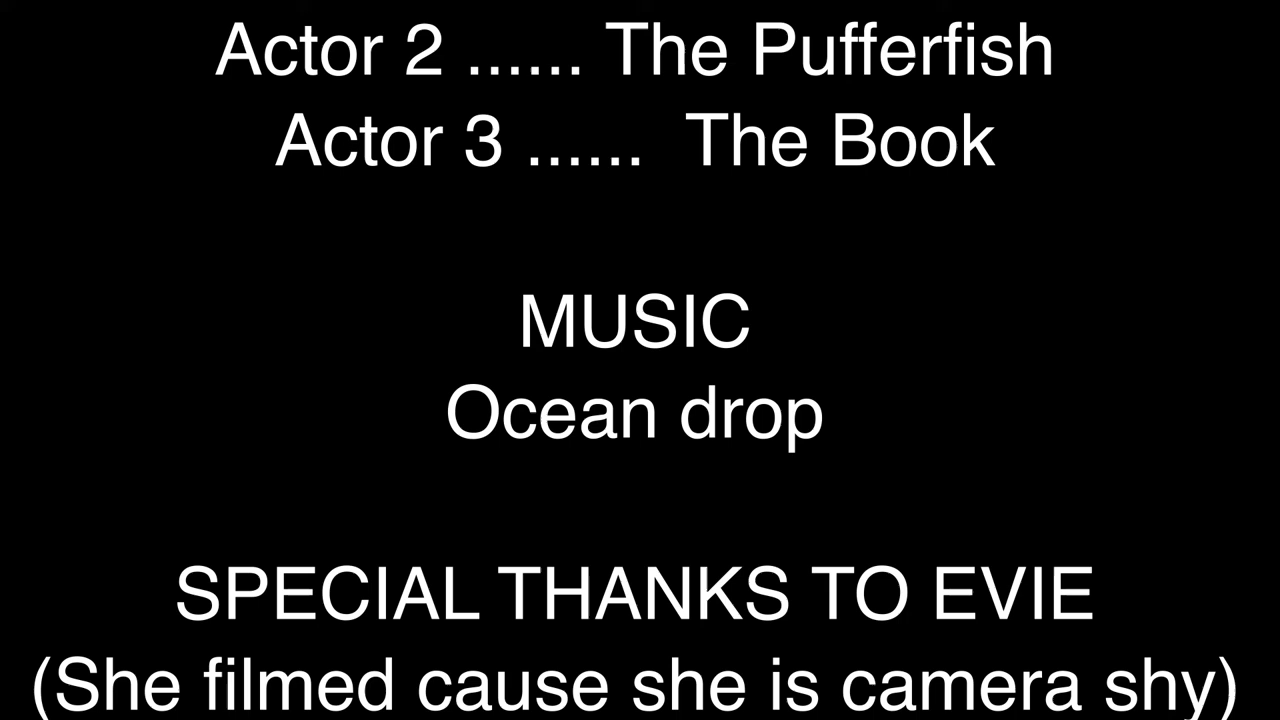 Actor 2 ...... The Pufferfish
Actor 3 ......  The Book
MUSIC
Ocean drop
SPECIAL THANKS TO EVIE
(She filmed cause she is camera shy)